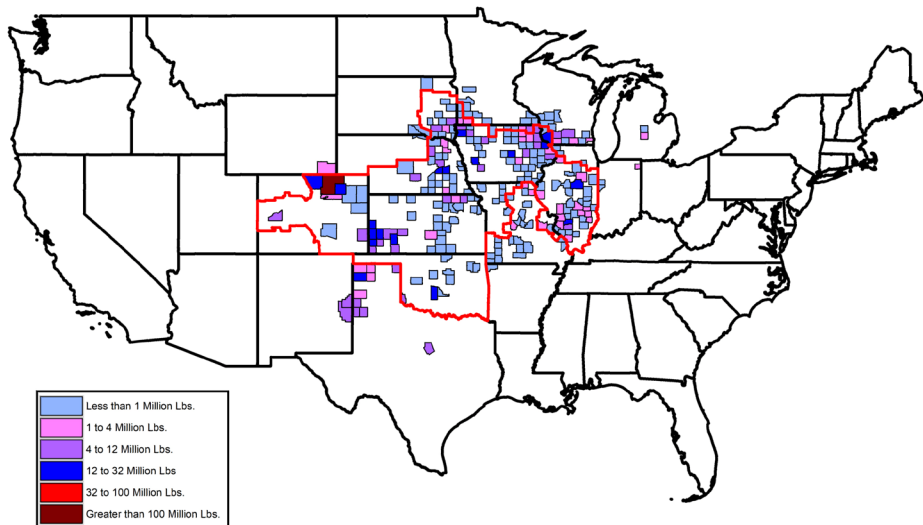 Less than 1 Million Lbs.
1 to 4 Million Lbs.
4 to 12 Million Lbs.
12 to 32 Million Lbs
32 to 100 Million Lbs.
Greater than 100 Million Lbs.